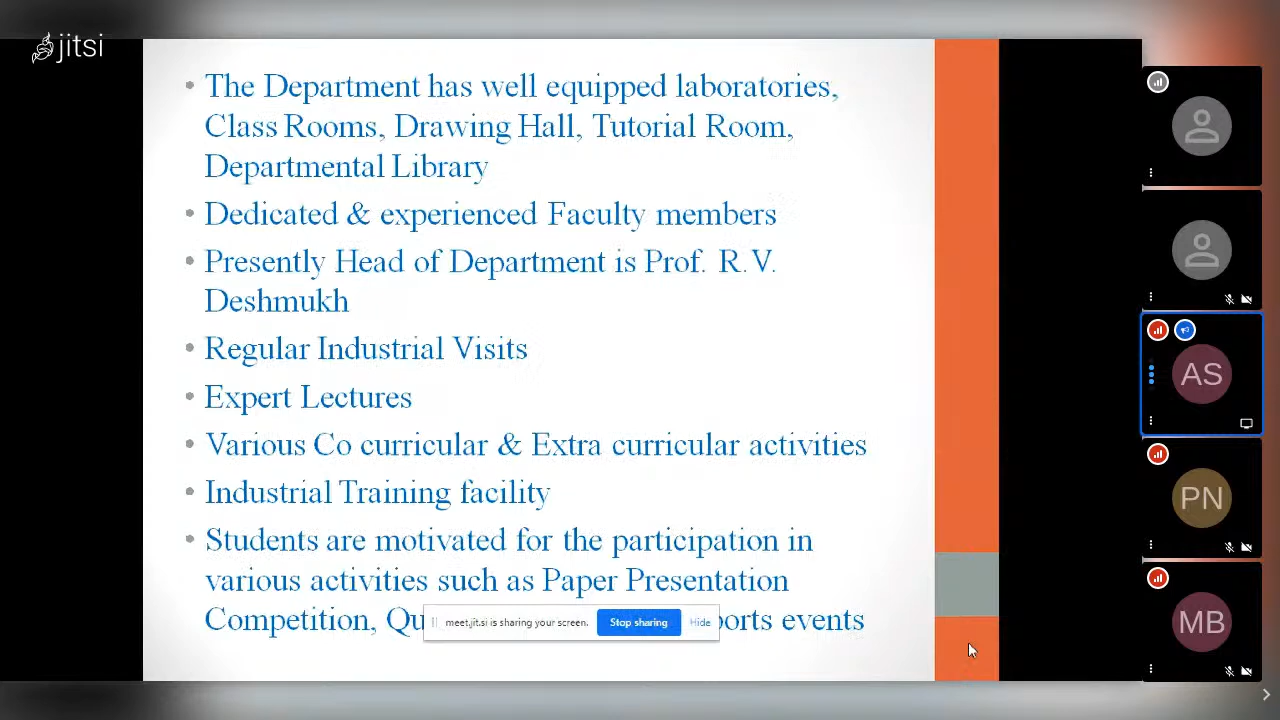 jitsi
The Department has well equipped laboratories,
Class Rooms, Drawing Hall, Tutorial Room,
Departmental Library
Dedicated & experienced Faculty members
Presently Head of Department is Prof. R.V.
Deshmukh
Regular Industrial Visits
Expert Lectures
Various Co curricular & Extra curricular activities
Industrial Training facility
Students are motivated for the participation in
various activities such as Paper Presentation
Competition, events
meet.jit.si is sharing your screen. Stop sharing Hide
AS
PN
MB